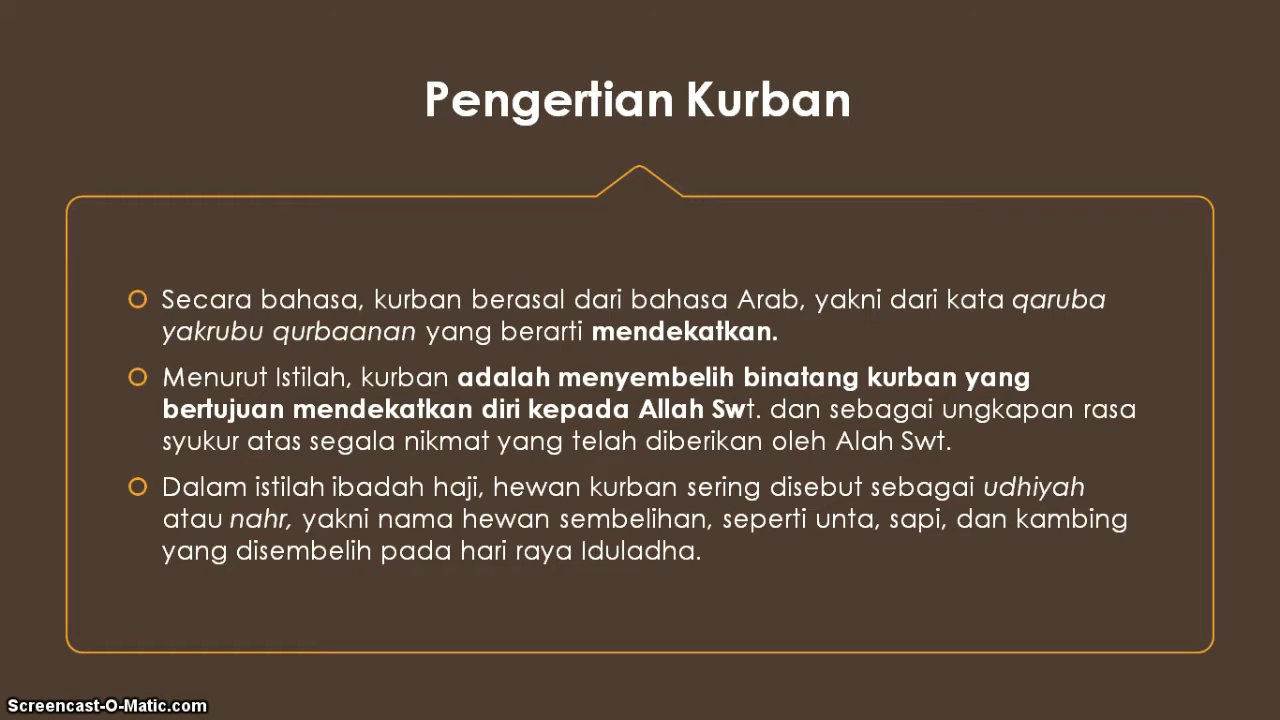 Pengertian Kurban
Secara bahasa, kurban berasal dari bahasa Arab, yakni dari kata qaruba
yakrubu qurbaanan yang berarti mendekatkan.
Menurut Istilah, kurban adalah menyembelih binatang kurban yang
bertujuan mendekatkan diri kepada Allah Swt. dan sebagai ungkapan rasa
syukur atas segala nikmat yang telah diberikan oleh Alah Swt.
Dalam istilah ibadah haji, hewan kurban sering disebut sebagai udhiyah
atau nahr, yakni nama hewan sembelihan, seperti unta, sapi, dan kambing
yang disembelih pada hari raya Iduladha.
Screencast-O-Matic.com